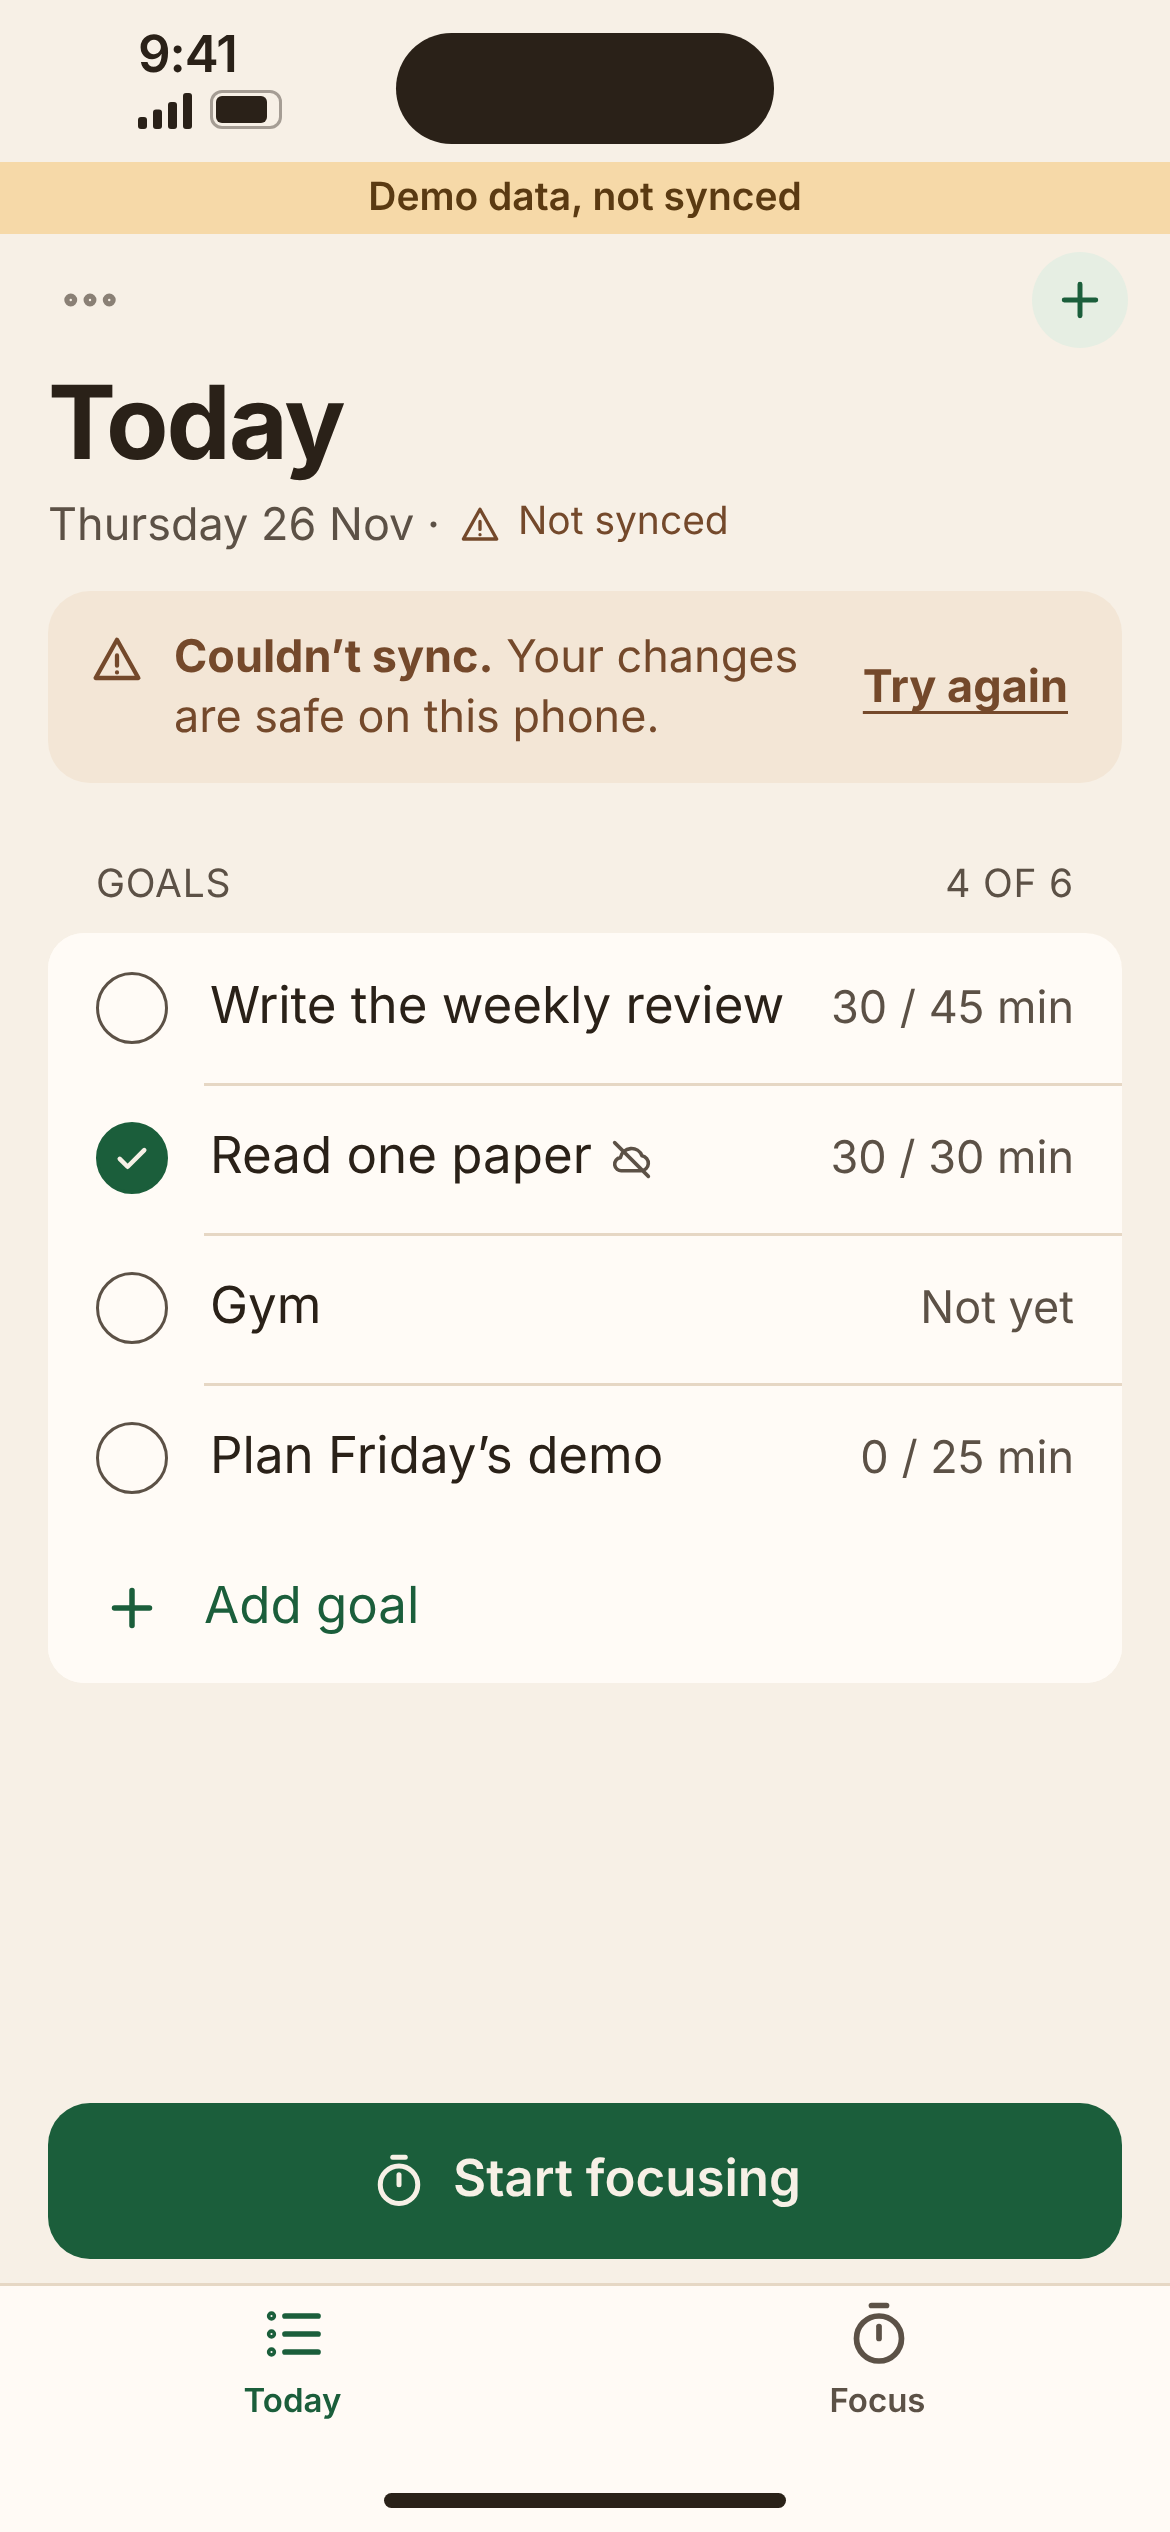 9:41
Demo data, not synced
Today
Thursday 26 Nov · Not synced
Couldn’t sync. Your changes
are safe on this phone.
Try again
GOALS 4 OF 6
Write the weekly review 30 / 45 min
Read one paper 30 / 30 min
Gym Not yet
Plan Friday’s demo 0 / 25 min
Add goal
Start focusing
Today Focus